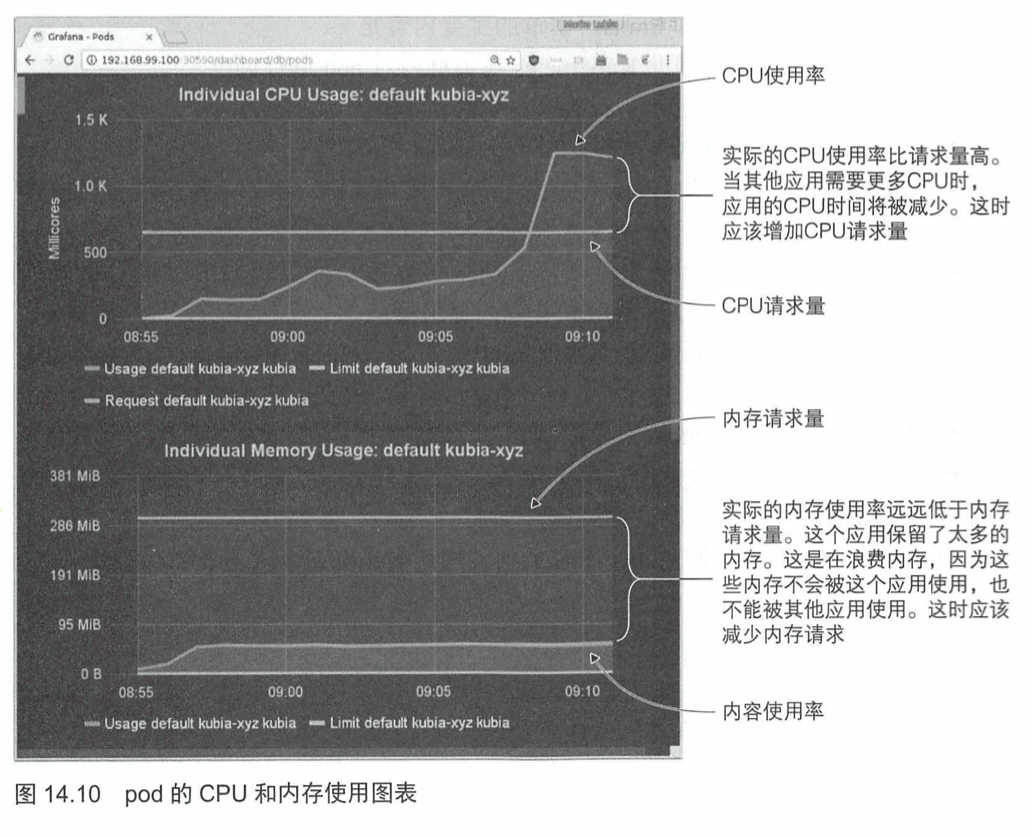 Grafana - Pods
192.168.99.100:30590/dashboard/db/pods
Individual CPU Usage: default kubia-xyz
1.5 K
1.0 K
500
0
Millicores
08:55
09:00
09:05
09:10
Usage default kubia-xyz kubia
Limit default kubia-xyz kubia
Request default kubia-xyz kubia
Individual Memory Usage: default kubia-xyz
381 MiB
286 MiB
191 MiB
95 MiB
0 B
08:55
09:00
09:05
09:10
Usage default kubia-xyz kubia
Limit default kubia-xyz kubia
CPU使用率
实际的CPU使用率比请求量高。
当其他应用需要更多CPU时，
应用的CPU时间将被减少。这时
应该增加CPU请求量
CPU请求量
内存请求量
实际的内存使用率远远低于内存
请求量。这个应用保留了太多的
内存。这是在浪费内存，因为这
些内存不会被这个应用使用，也
不能被其他应用使用。这时应该
减少内存请求
内容使用率
图 14.10 pod 的 CPU 和内存使用图表